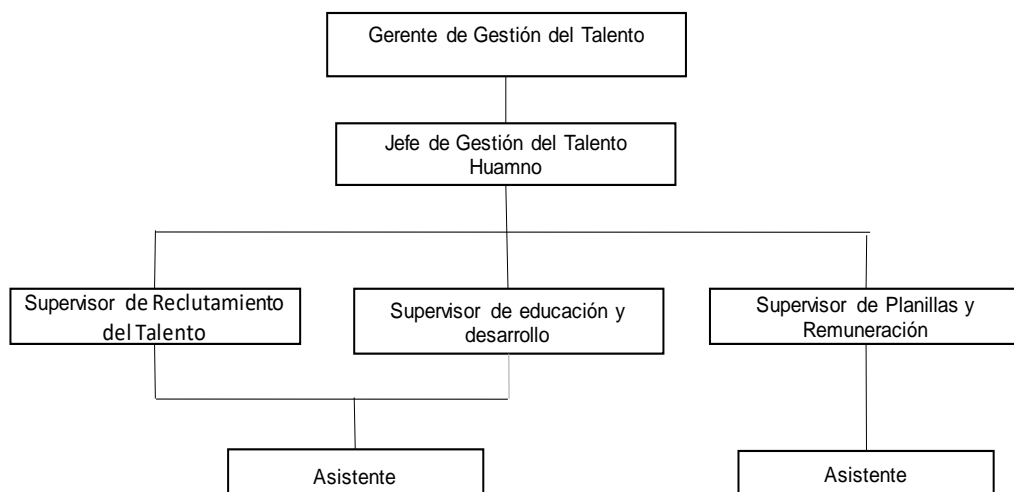 Gerente de Gestión del Talento
Jefe de Gestión del Talento
Huamno
Supervisor de Reclutamiento
del Talento
Supervisor de educación y
desarrollo
Supervisor de Planillas y
Remuneración
Asistente
Asistente